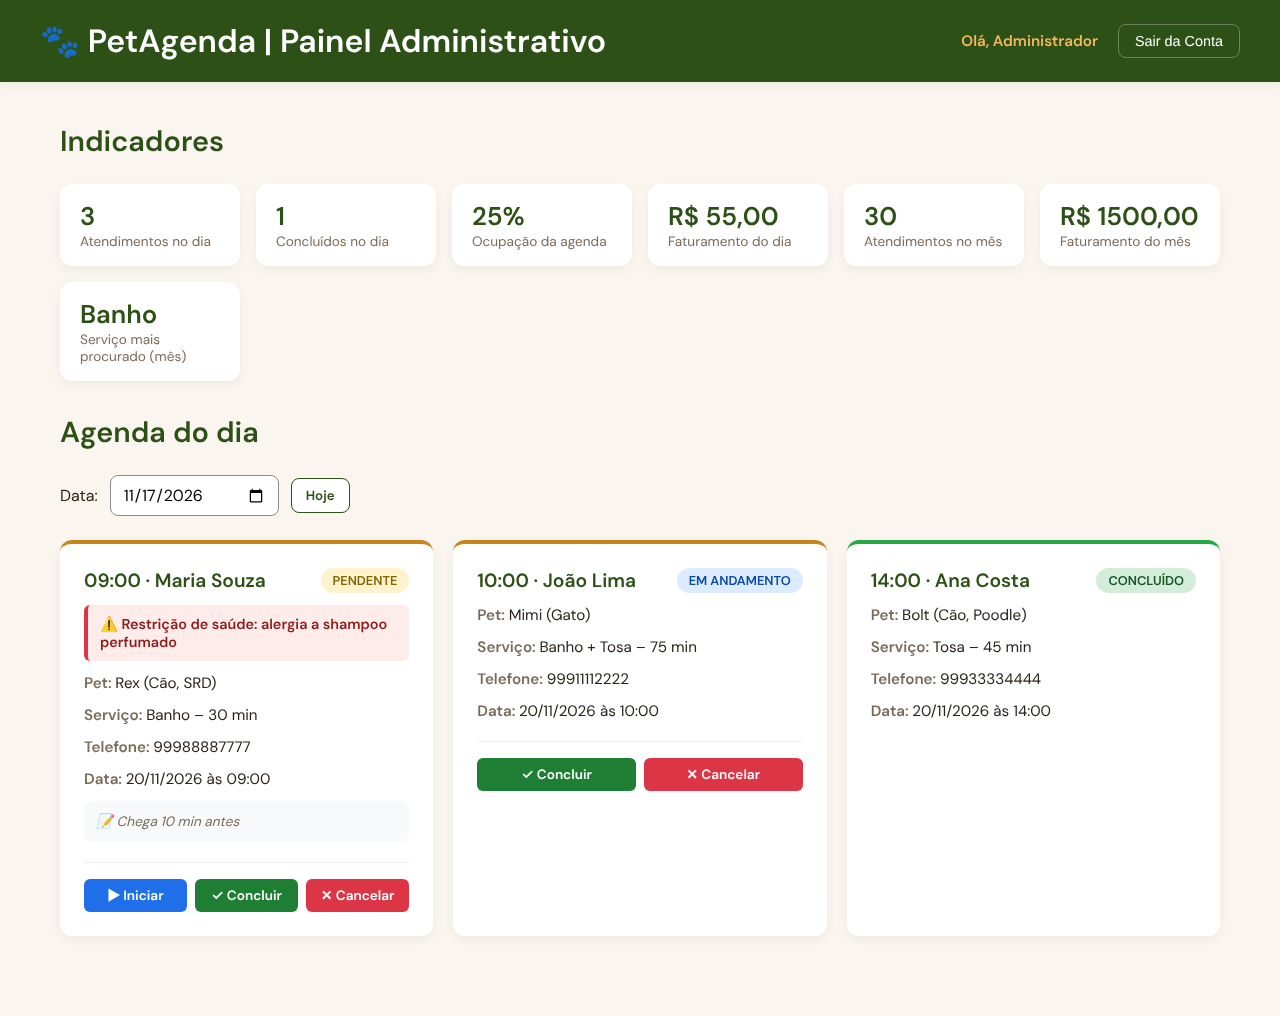 🐾 PetAgenda | Painel Administrativo
Olá, Administrador
Sair da Conta
Indicadores
3
Atendimentos no dia
1
Concluídos no dia
25%
Ocupação da agenda
R$ 55,00
Faturamento do dia
30
Atendimentos no mês
R$ 1500,00
Faturamento do mês
Banho
Serviço mais
procurado (mês)
Agenda do dia
Data:
11/17/2026
Hoje
09:00 · Maria Souza
PENDENTE
⚠️ Restrição de saúde: alergia a shampoo
perfumado
Pet: Rex (Cão, SRD)
Serviço: Banho – 30 min
Telefone: 99988887777
Data: 20/11/2026 às 09:00
📝 Chega 10 min antes
▶ Iniciar
✓ Concluir
✕ Cancelar
10:00 · João Lima
EM ANDAMENTO
Pet: Mimi (Gato)
Serviço: Banho + Tosa – 75 min
Telefone: 99911112222
Data: 20/11/2026 às 10:00
✓ Concluir
✕ Cancelar
14:00 · Ana Costa
CONCLUÍDO
Pet: Bolt (Cão, Poodle)
Serviço: Tosa – 45 min
Telefone: 99933334444
Data: 20/11/2026 às 14:00